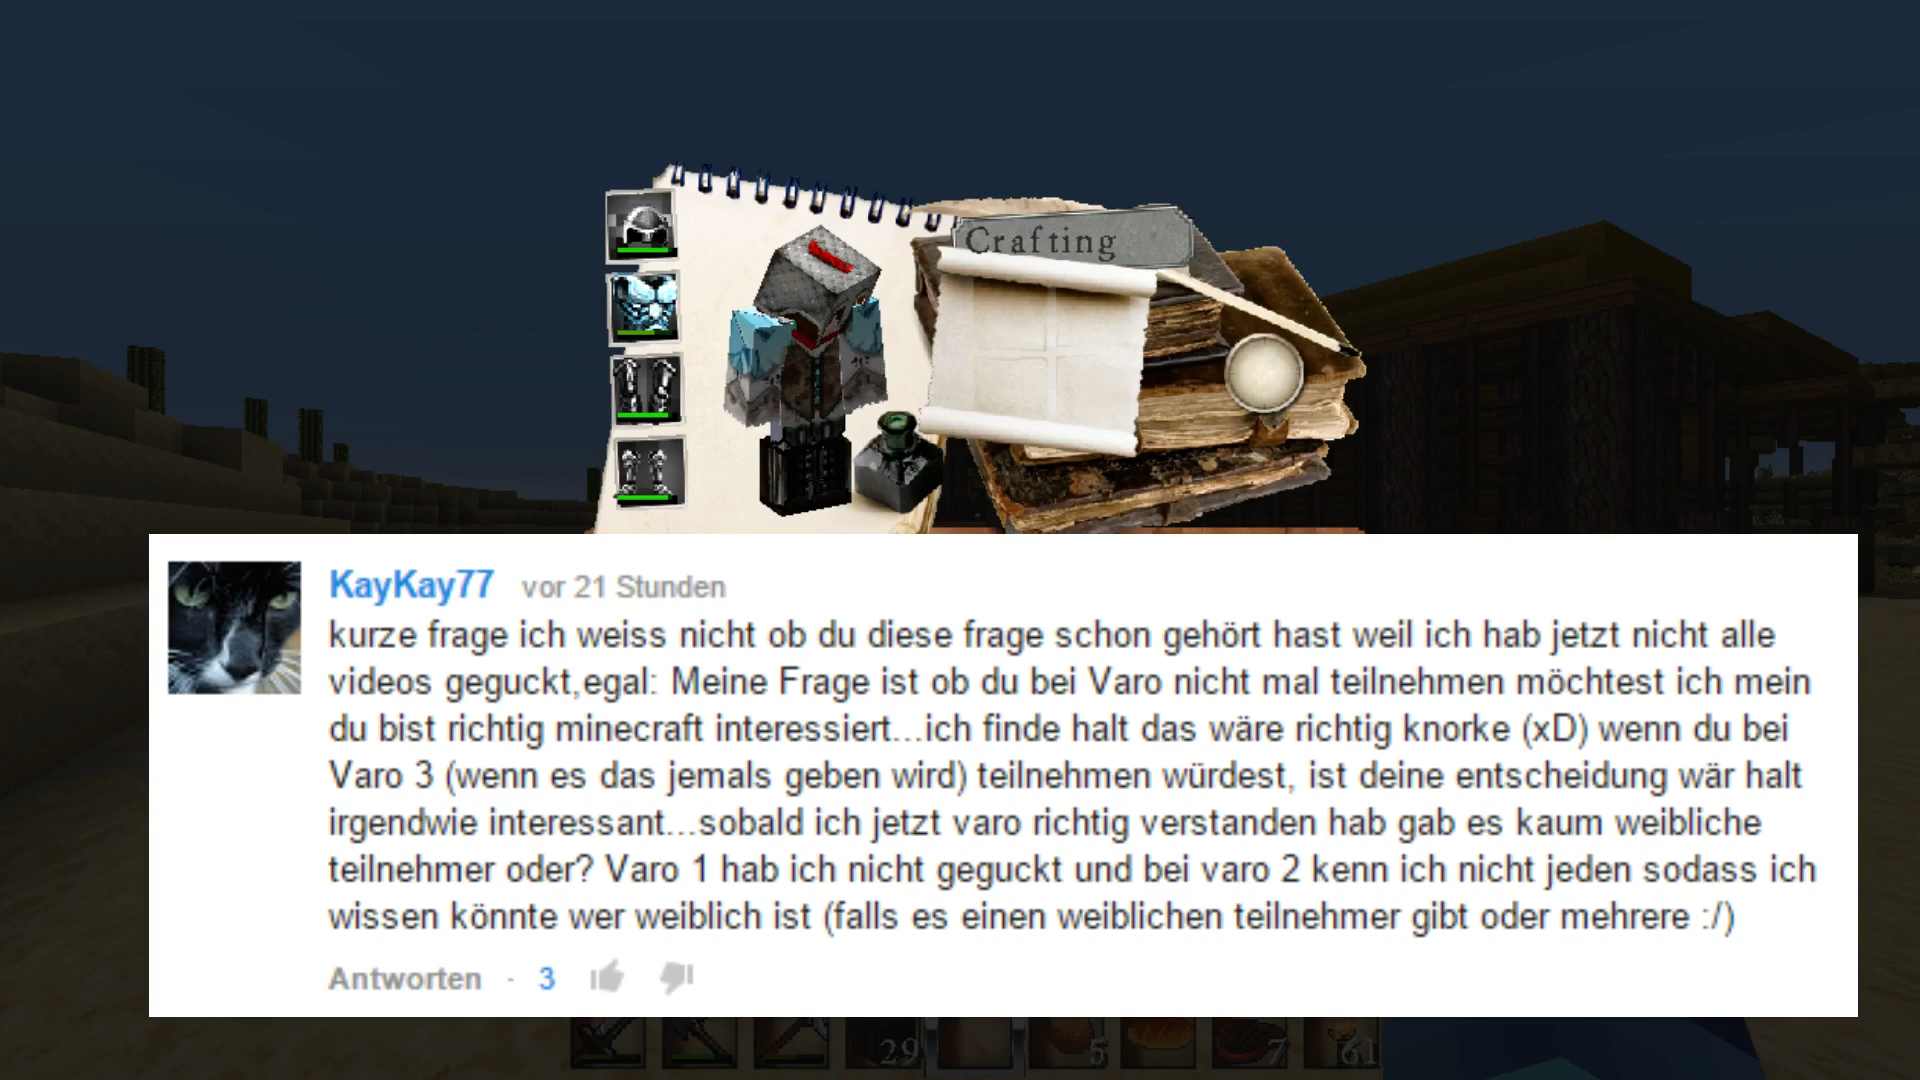 Crafting
KayKay77 vor 21 Stunden
kurze frage ich weiss nicht ob du diese frage schon gehört hast weil ich hab jetzt nicht alle
videos geguckt,egal: Meine Frage ist ob du bei Varo nicht mal teilnehmen möchtest ich mein
du bist richtig minecraft interessiert...ich finde halt das wäre richtig knorke (xD) wenn du bei
Varo 3 (wenn es das jemals geben wird) teilnehmen würdest, ist deine entscheidung wär halt
irgendwie interessant...sobald ich jetzt varo richtig verstanden hab gab es kaum weibliche
teilnehmer oder? Varo 1 hab ich nicht geguckt und bei varo 2 kenn ich nicht jeden sodass ich
wissen könnte wer weiblich ist (falls es einen weiblichen teilnehmer gibt oder mehrere :/)
Antworten · 3
29 5 7 61